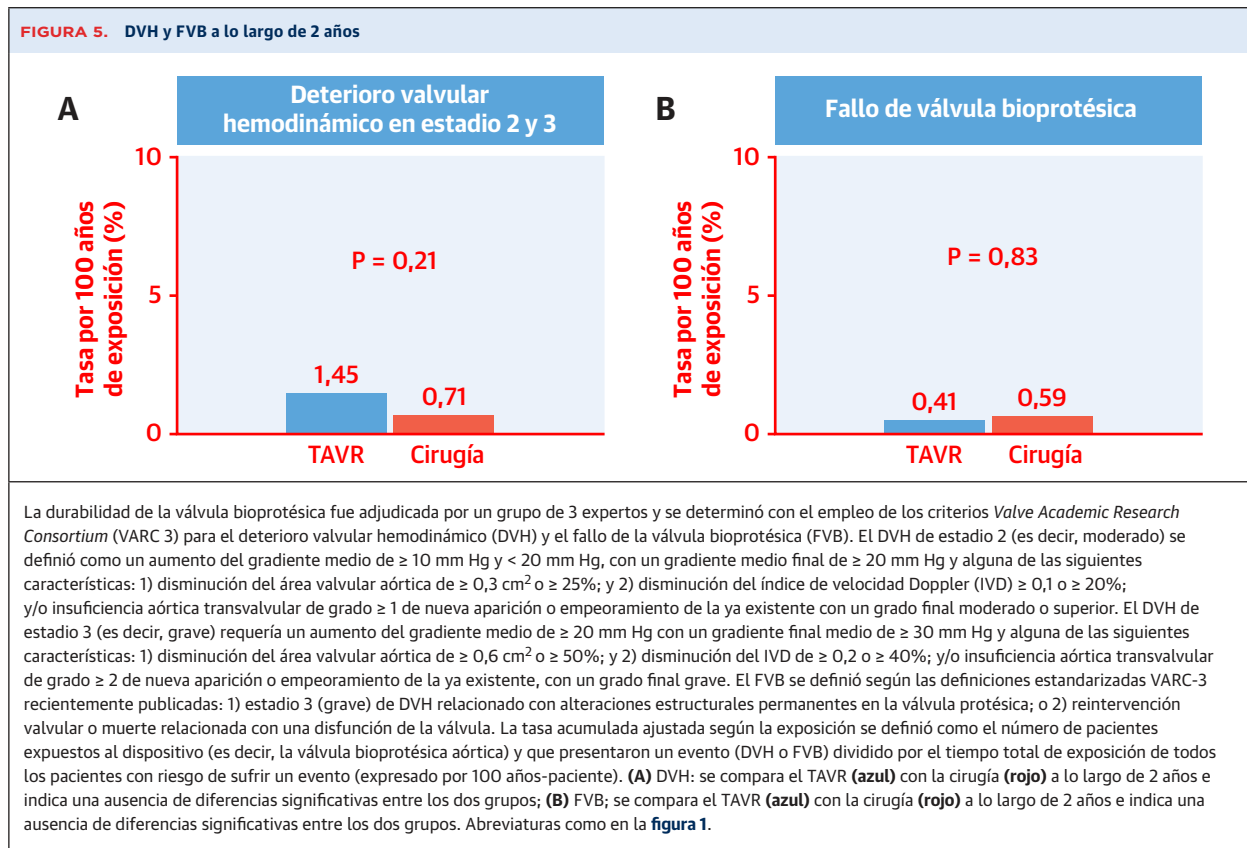 FIGURA 5. DVH y FVB a lo largo de 2 años
A
Deterioro valvular
hemodinámico en estadio 2 y 3
Tasa por 100 años
de exposición (%)
10
5
0
P = 0,21
1,45
0,71
TAVR Cirugía
B
Fallo de válvula bioprotésica
Tasa por 100 años
de exposición (%)
10
5
0
P = 0,83
0,41
0,59
TAVR Cirugía
La durabilidad de la válvula bioprotésica fue adjudicada por un grupo de 3 expertos y se determinó con el empleo de los criterios Valve Academic Research
Consortium (VARC 3) para el deterioro valvular hemodinámico (DVH) y el fallo de la válvula bioprotésica (FVB). El DVH de estadio 2 (es decir, moderado) se
definió como un aumento del gradiente medio de ≥ 10 mm Hg y < 20 mm Hg, con un gradiente medio final de ≥ 20 mm Hg y alguna de las siguientes
características: 1) disminución del área valvular aórtica de ≥ 0,3 cm² o ≥ 25%; y 2) disminución del índice de velocidad Doppler (IVD) ≥ 0,1 o ≥ 20%;
y/o insuficiencia aórtica transvalvular de grado ≥ 1 de nueva aparición o empeoramiento de la ya existente con un grado final moderado o superior. El DVH de
estadio 3 (es decir, grave) requería un aumento del gradiente medio de ≥ 20 mm Hg con un gradiente final medio de ≥ 30 mm Hg y alguna de las siguientes
características: 1) disminución del área valvular aórtica de ≥ 0,6 cm² o ≥ 50%; y 2) disminución del IVD de ≥ 0,2 o ≥ 40%; y/o insuficiencia aórtica transvalvular
de grado ≥ 2 de nueva aparición o empeoramiento de la ya existente, con un grado final grave. El FVB se definió según las definiciones estandarizadas VARC-3
recientemente publicadas: 1) estadio 3 (grave) de DVH relacionado con alteraciones estructurales permanentes en la válvula protésica; o 2) reintervención
valvular o muerte relacionada con una disfunción de la válvula. La tasa acumulada ajustada según la exposición se definió como el número de pacientes
expuestos al dispositivo (es decir, la válvula bioprotésica aórtica) y que presentaron un evento (DVH o FVB) dividido por el tiempo total de exposición de todos
los pacientes con riesgo de sufrir un evento (expresado por 100 años-paciente). (A) DVH: se compara el TAVR (azul) con la cirugía (rojo) a lo largo de 2 años e
indica una ausencia de diferencias significativas entre los dos grupos; (B) FVB; se compara el TAVR (azul) con la cirugía (rojo) a lo largo de 2 años e indica una
ausencia de diferencias significativas entre los dos grupos. Abreviaturas como en la figura 1.